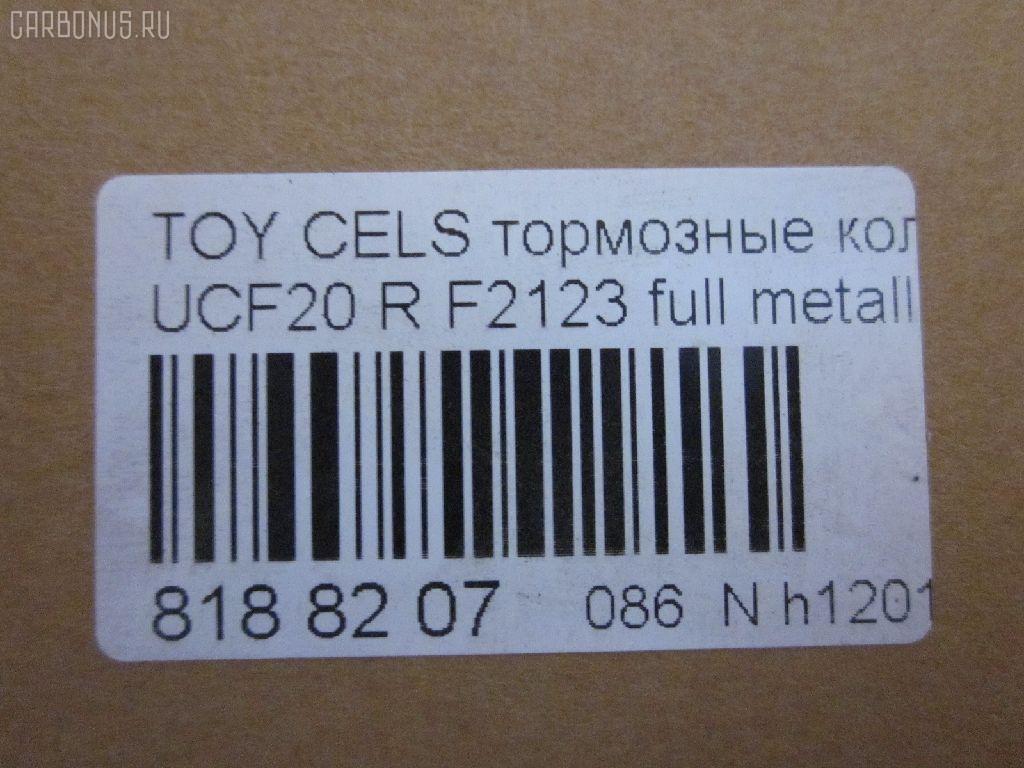 CARBONUS.RU
TOY CELS тормозные кол
UCF20 R F2123 full metall
818 82 07 086 N h1201